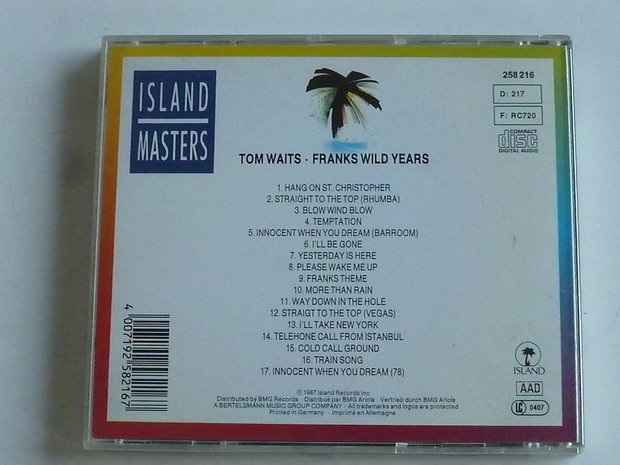 ISLAND
MASTERS
258 216
D: 217
F: RC720
COMPACT
disc
DIGITAL AUDIO
TOM WAITS · FRANKS WILD YEARS
1. HANG ON ST. CHRISTOPHER
2. STRAIGHT TO THE TOP (RHUMBA)
3. BLOW WIND BLOW
4. TEMPTATION
5. INNOCENT WHEN YOU DREAM (BARROOM)
6. I'LL BE GONE
7. YESTERDAY IS HERE
8. PLEASE WAKE ME UP
9. FRANKS THEME
10. MORE THAN RAIN
11. WAY DOWN IN THE HOLE
12. STRAIGT TO THE TOP (VEGAS)
13. I'LL TAKE NEW YORK
14. TELEHONE CALL FROM ISTANBUL
15. COLD CALL GROUND
16. TRAIN SONG
17. INNOCENT WHEN YOU DREAM (78)
4 007192 582167
ISLAND
AAD
LC 0407
℗ 1987 Island Records Inc.
Distributed by BMG Records · Distribué par BMG Ariola · Vertrieb durch BMG Ariola
A BERTELSMANN MUSIC GROUP COMPANY · All trademarks and logos are protected
Printed in Germany · Imprimé en Allemagne